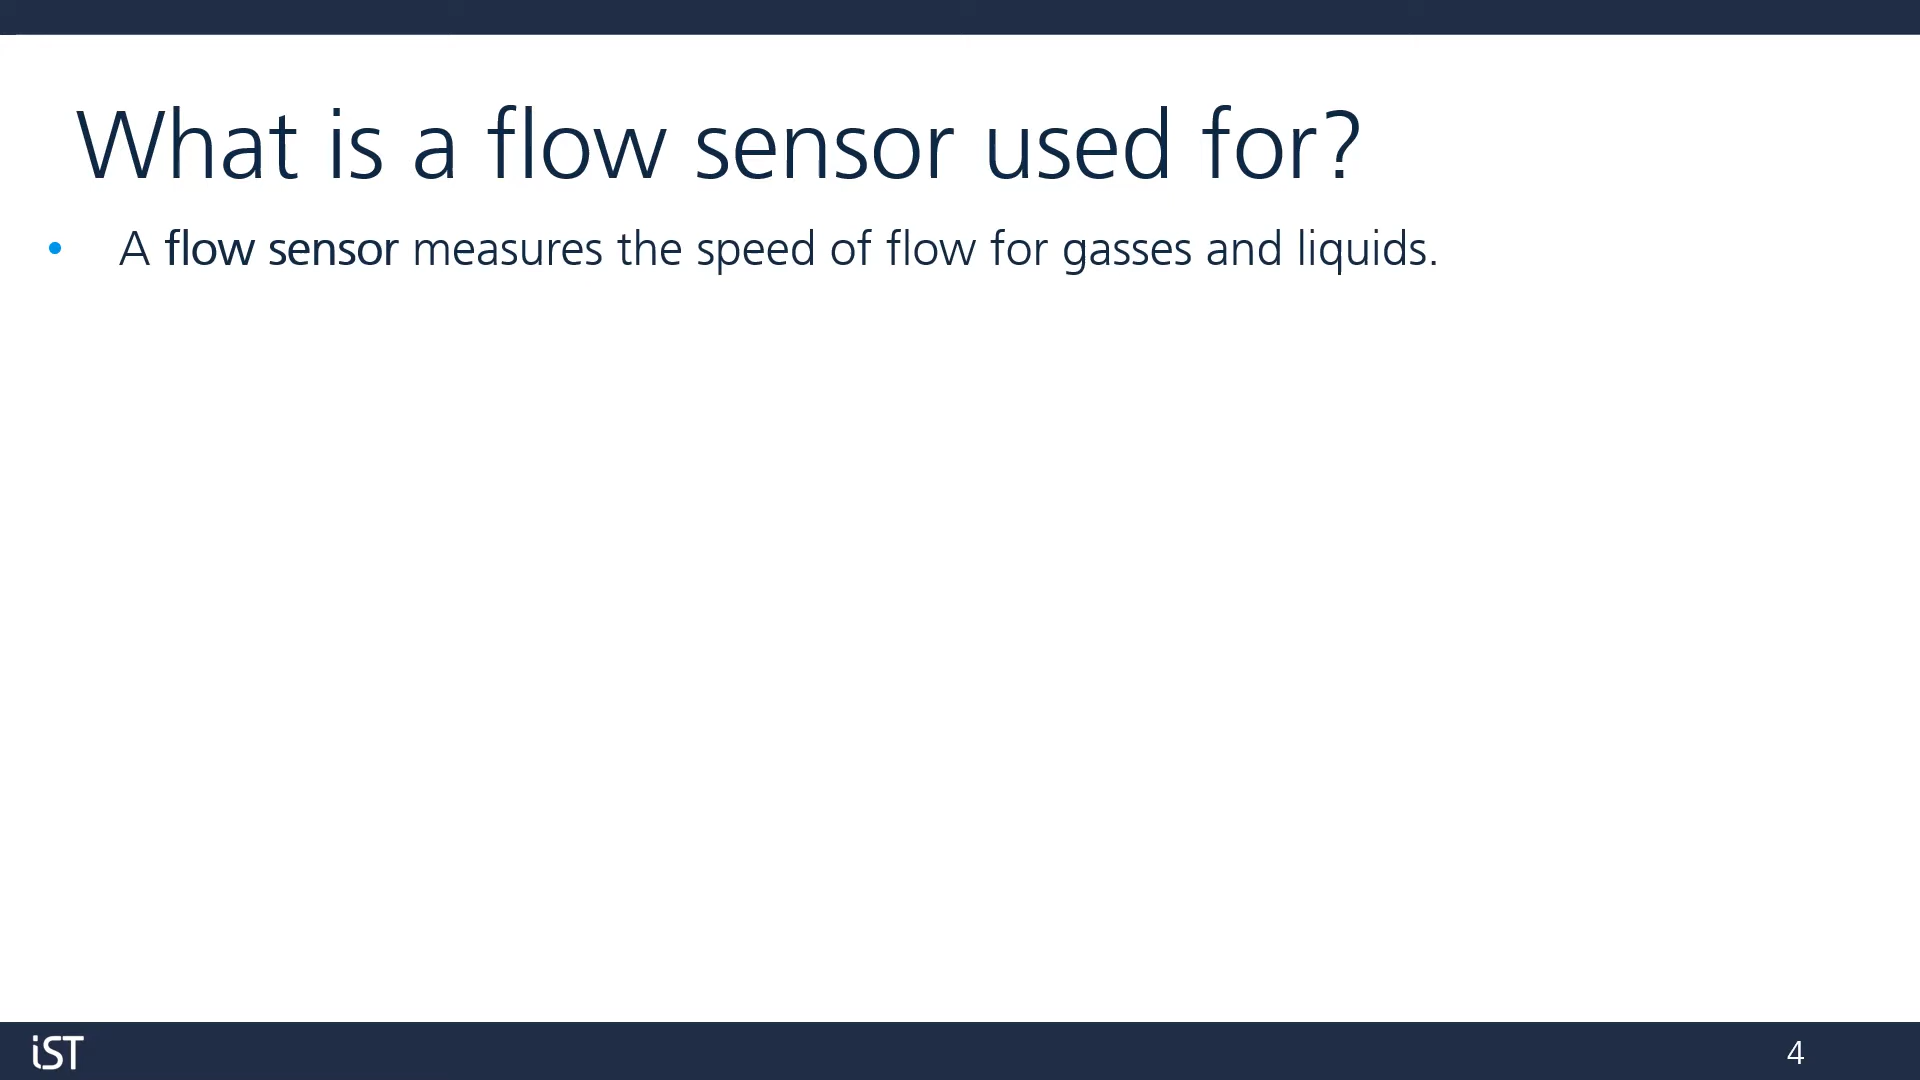 What is a flow sensor used for?
• A flow sensor measures the speed of flow for gasses and liquids.
iST
4